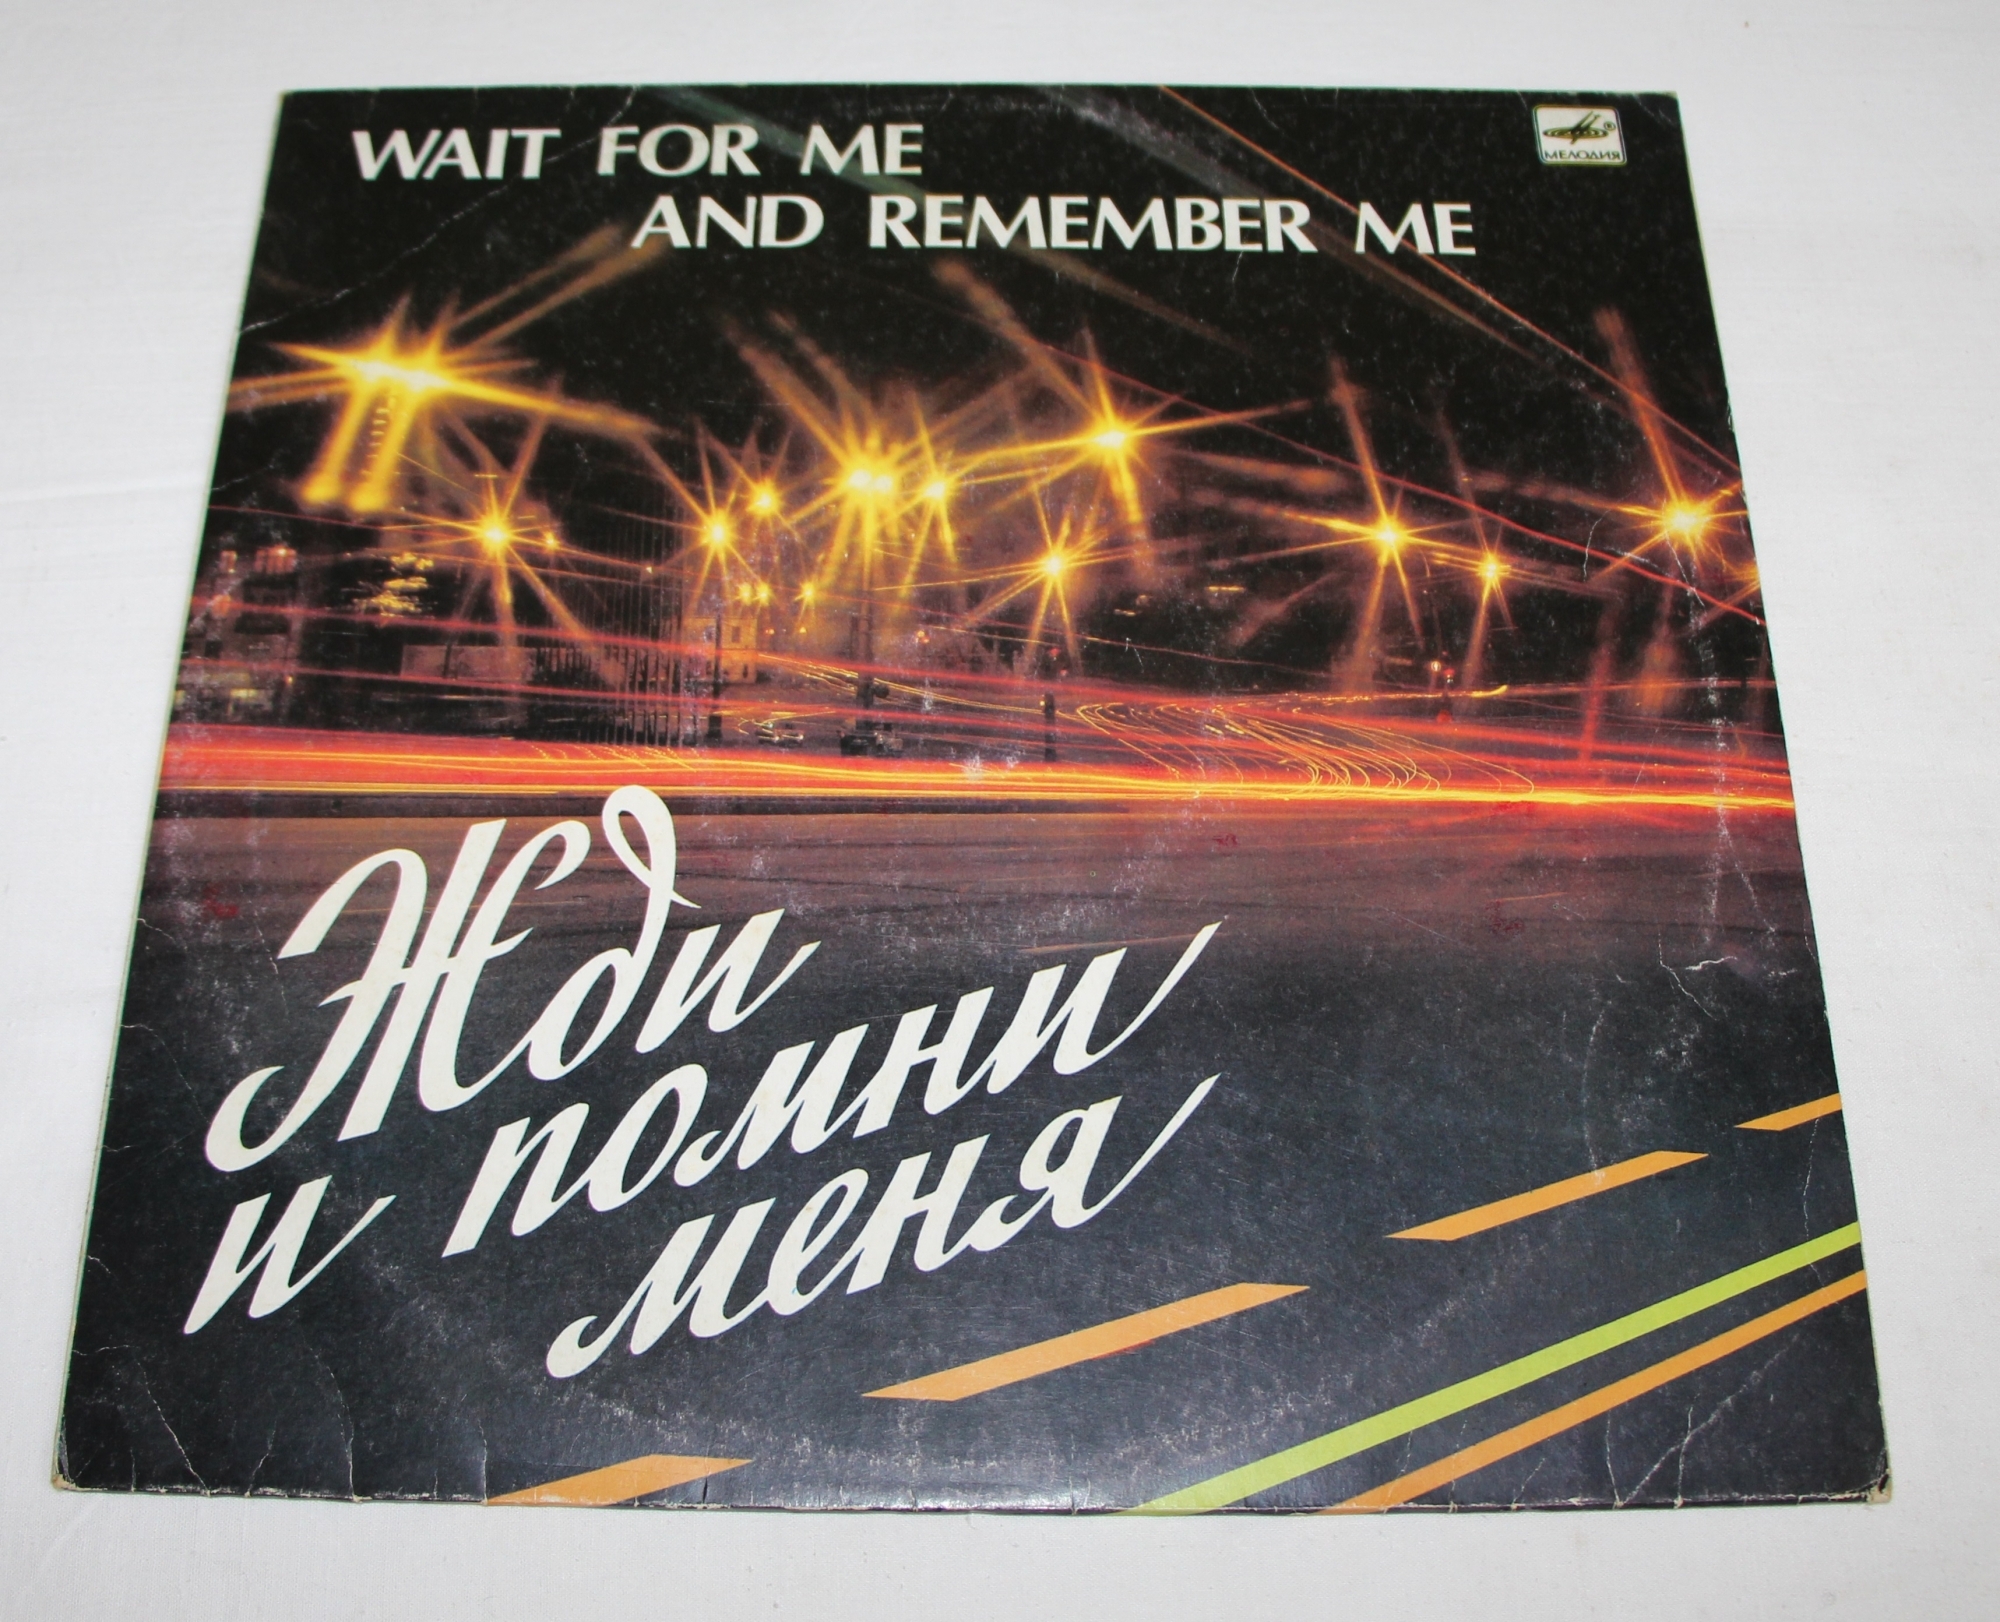 WAIT FOR ME
AND REMEMBER ME
МЕЛОДИЯ
Жди
и помни
меня